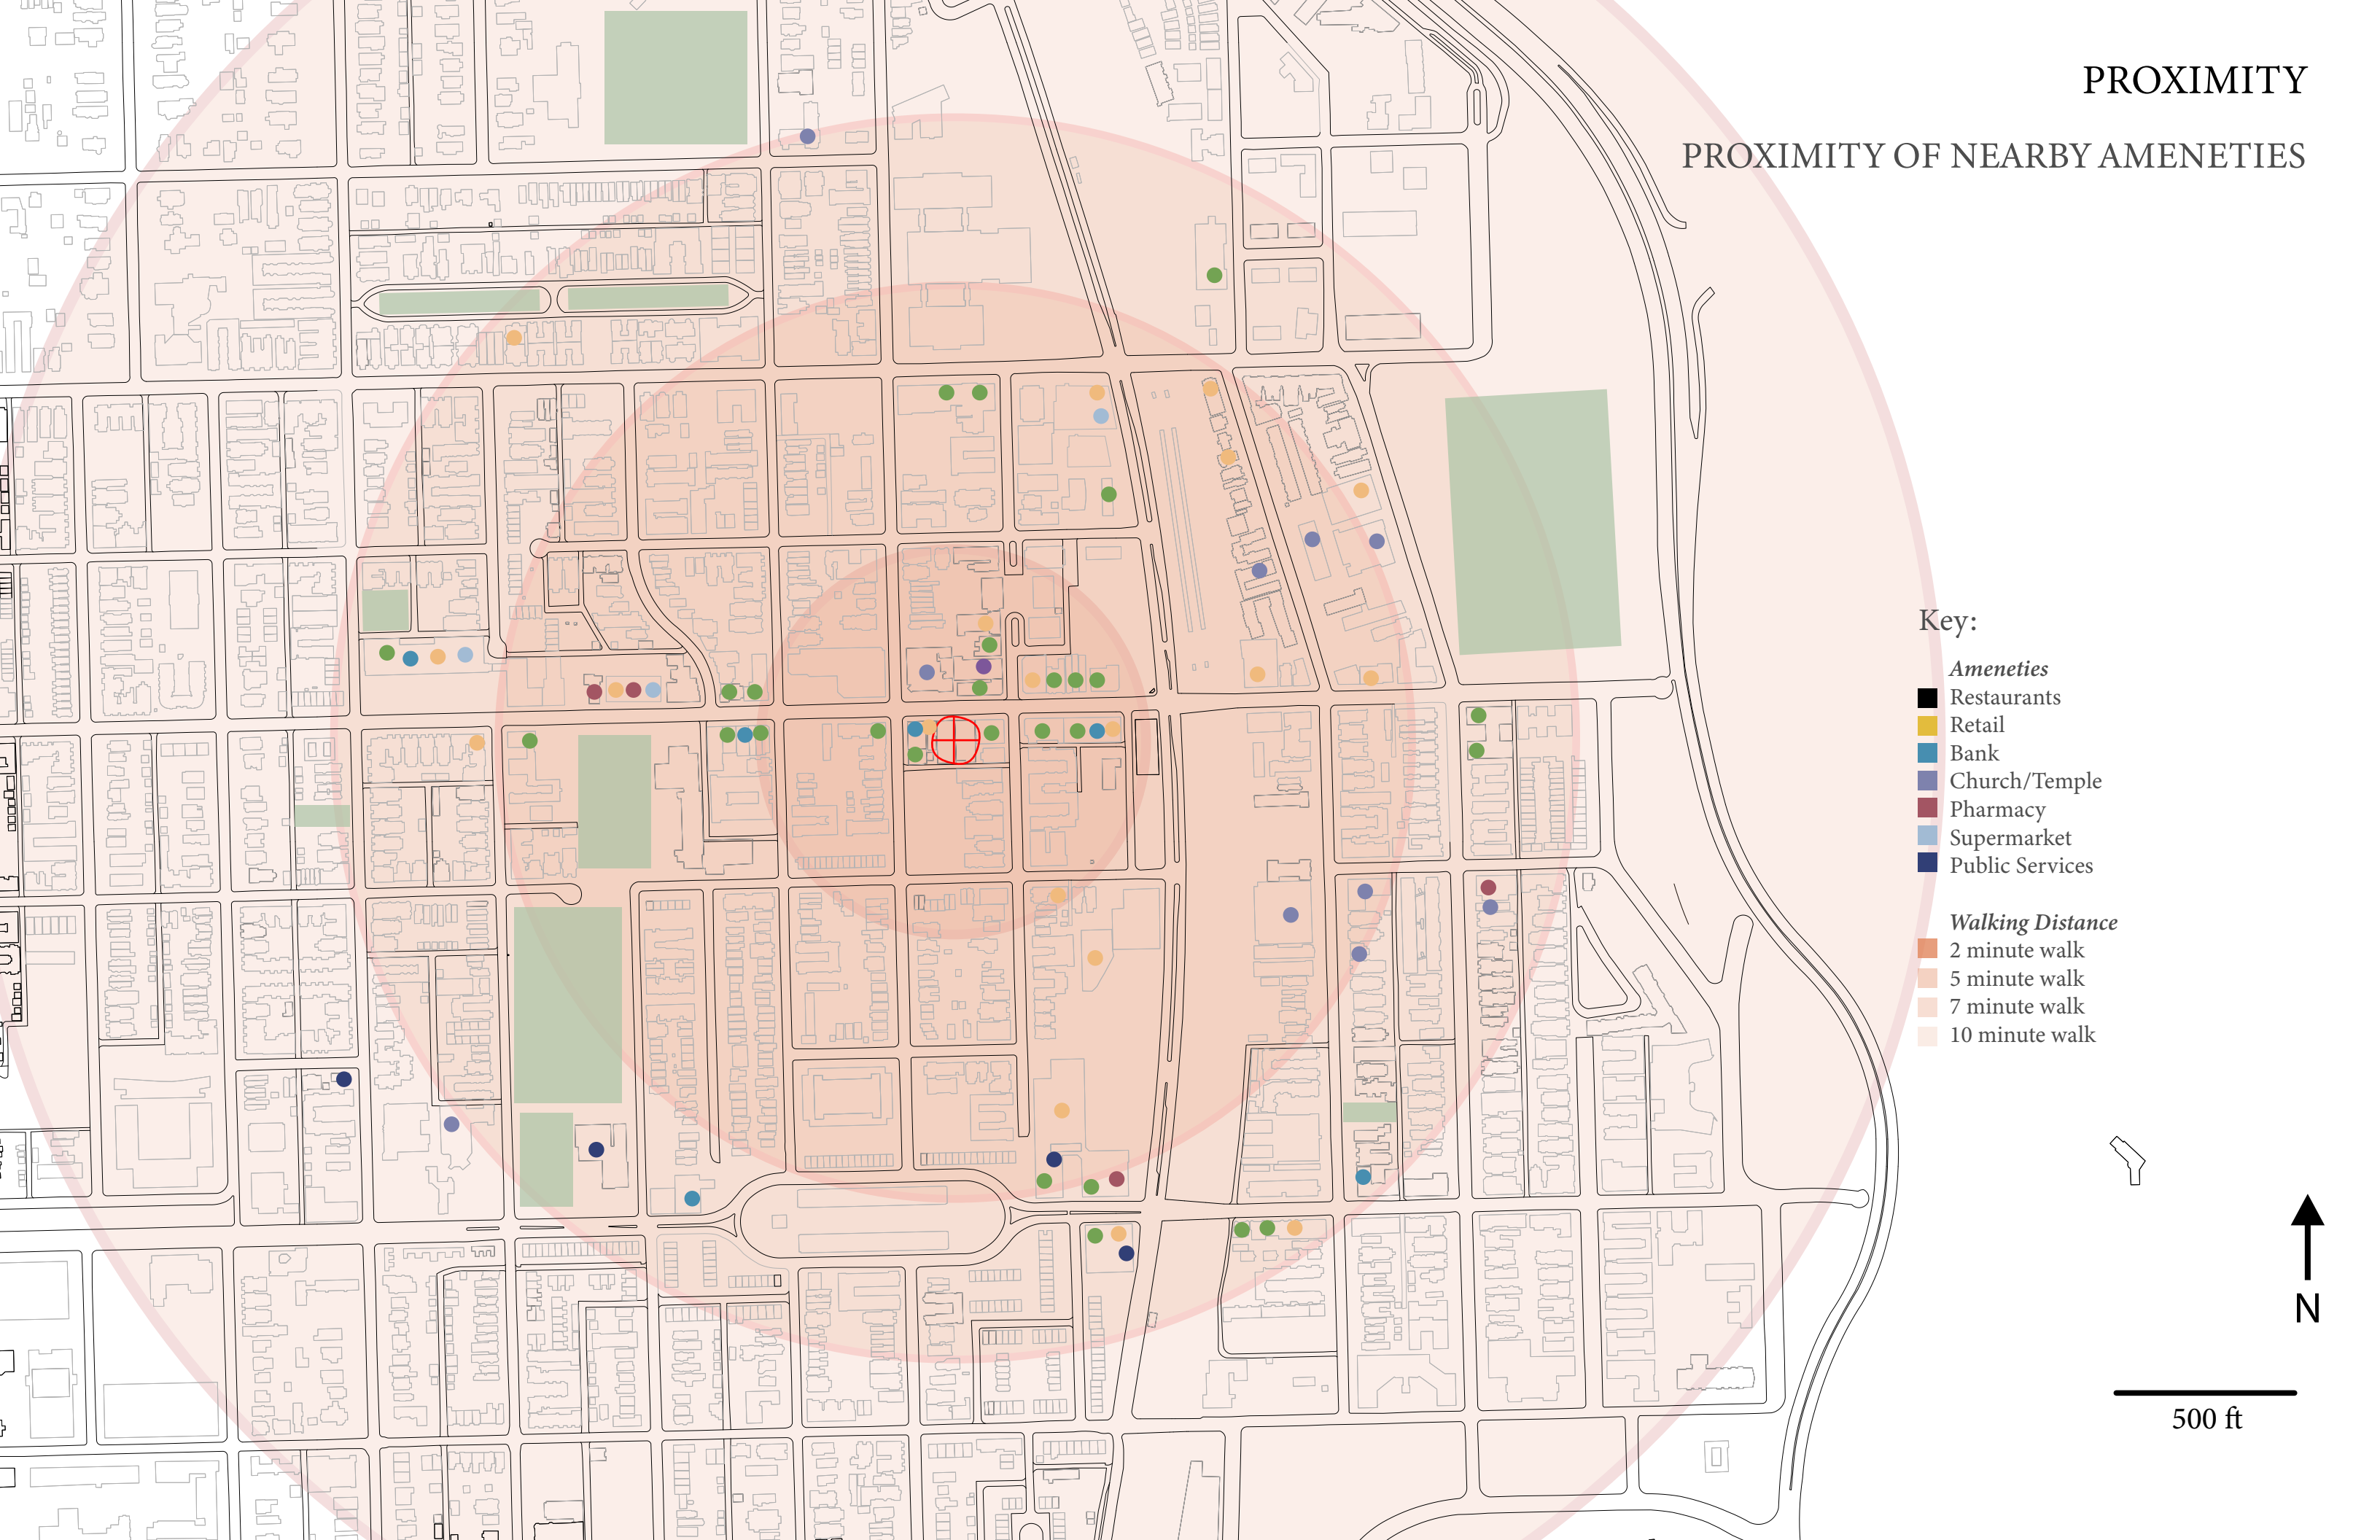 PROXIMITY
PROXIMITY OF NEARBY AMENETIES
Key:
Ameneties
Restaurants
Retail
Bank
Church/Temple
Pharmacy
Supermarket
Public Services
Walking Distance
2 minute walk
5 minute walk
7 minute walk
10 minute walk
N
500 ft